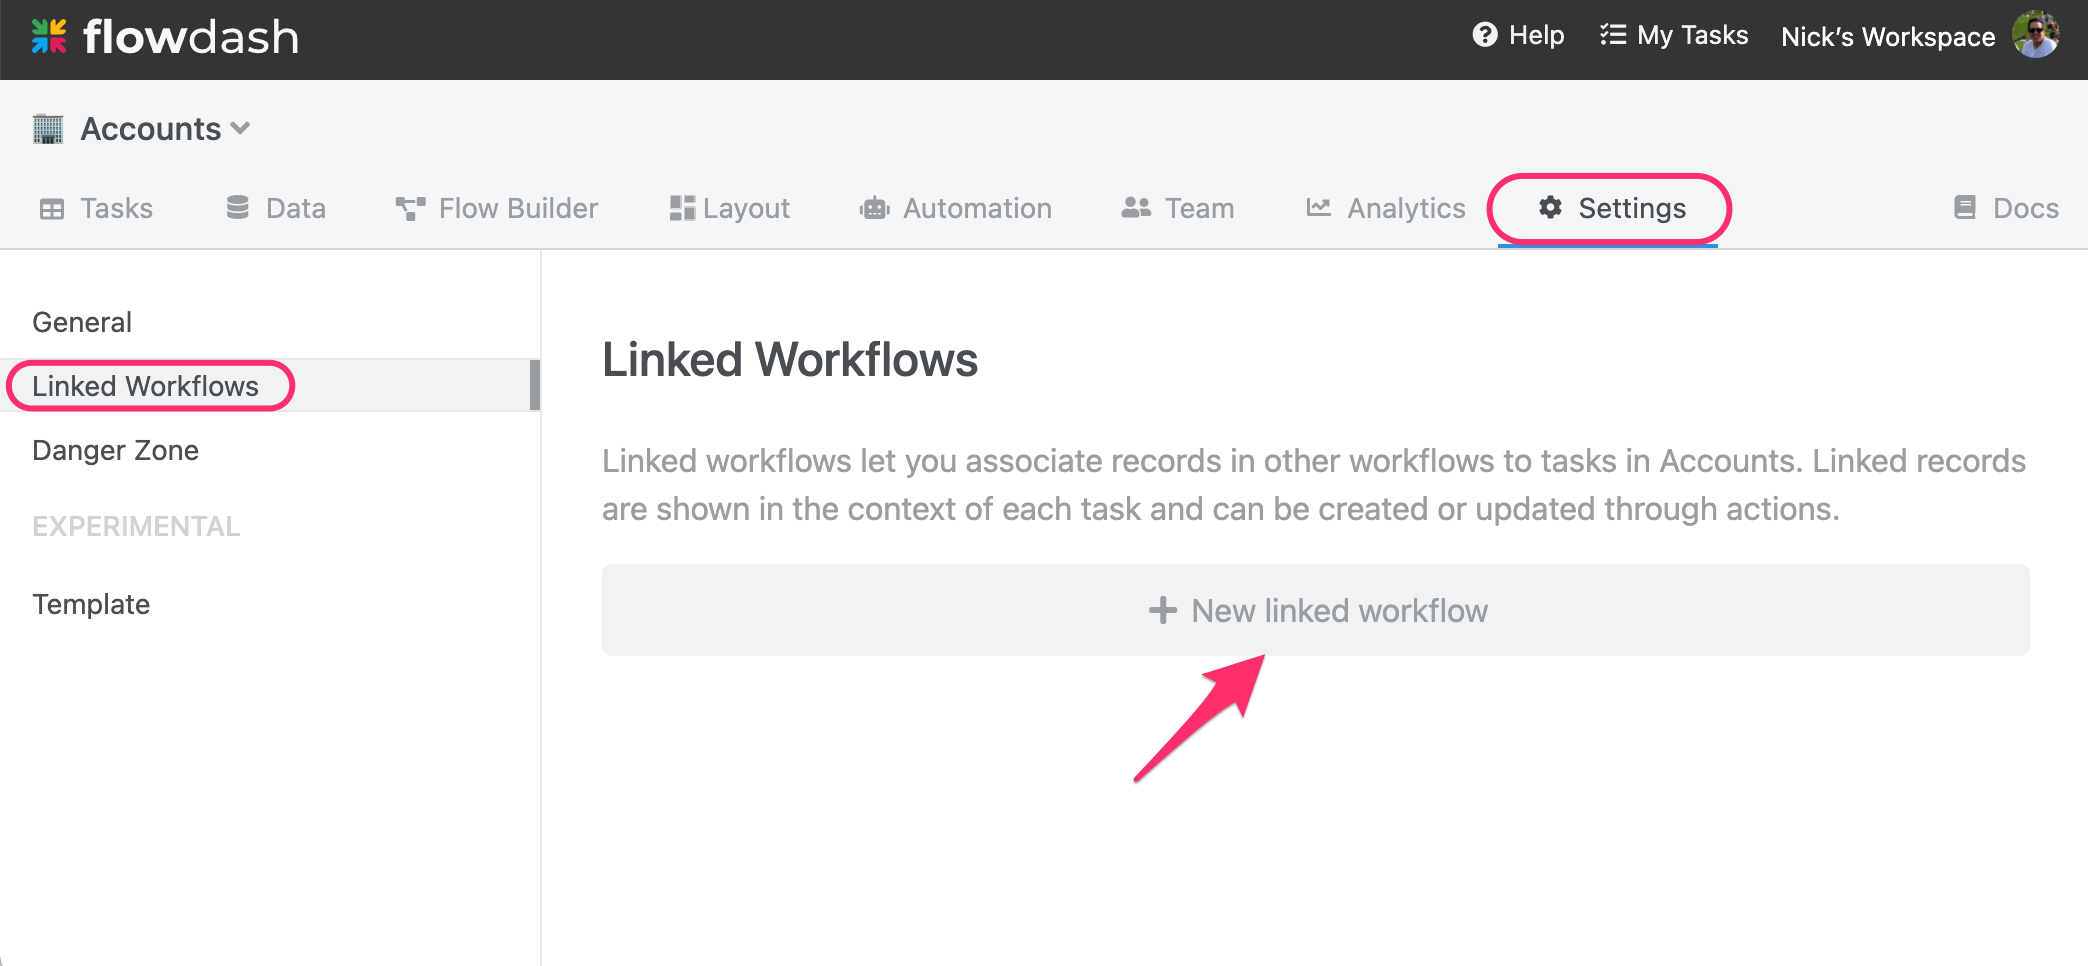 flowdash
Help
My Tasks
Nick's Workspace
Accounts
Tasks
Data
Flow Builder
Layout
Automation
Team
Analytics
Settings
Docs
General
Linked Workflows
Danger Zone
EXPERIMENTAL
Template
Linked Workflows
Linked workflows let you associate records in other workflows to tasks in Accounts. Linked records
are shown in the context of each task and can be created or updated through actions.
New linked workflow